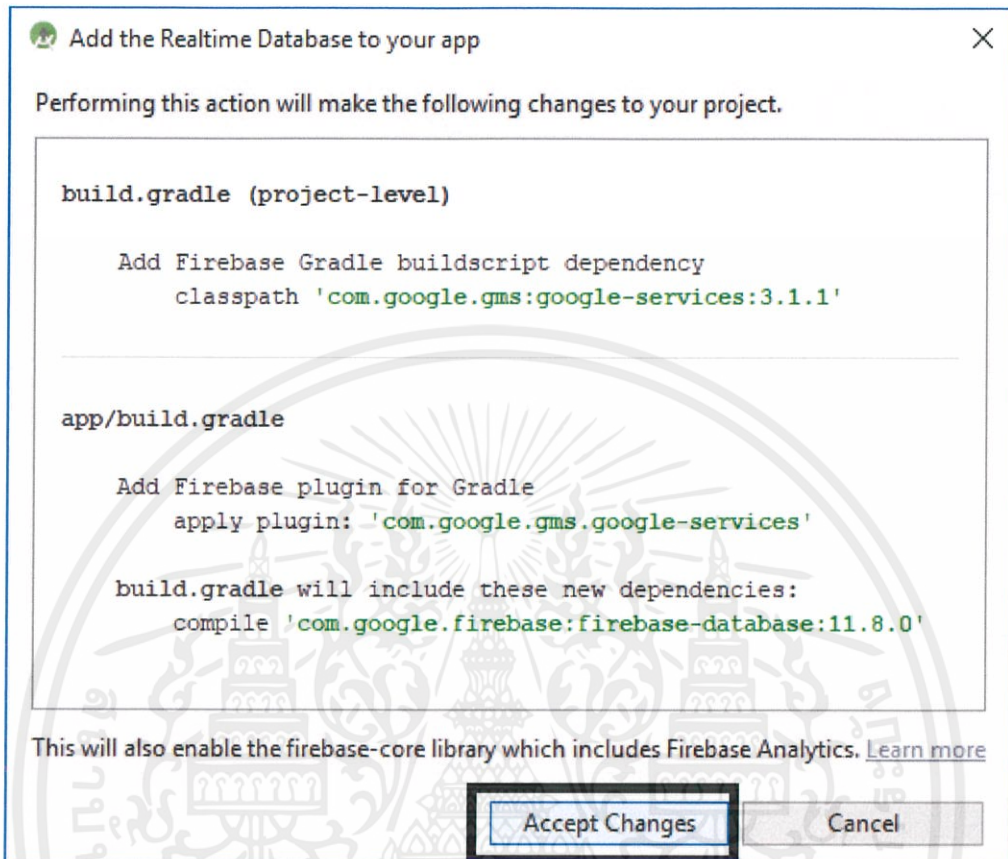 Add the Realtime Database to your app
Performing this action will make the following changes to your project.
build.gradle (project-level)
Add Firebase Gradle buildscript dependency
classpath 'com.google.gms:google-services:3.1.1'
app/build.gradle
Add Firebase plugin for Gradle
apply plugin: 'com.google.gms.google-services'
build.gradle will include these new dependencies:
compile 'com.google.firebase:firebase-database:11.8.0'
This will also enable the firebase-core library which includes Firebase Analytics. Learn more
Accept Changes Cancel